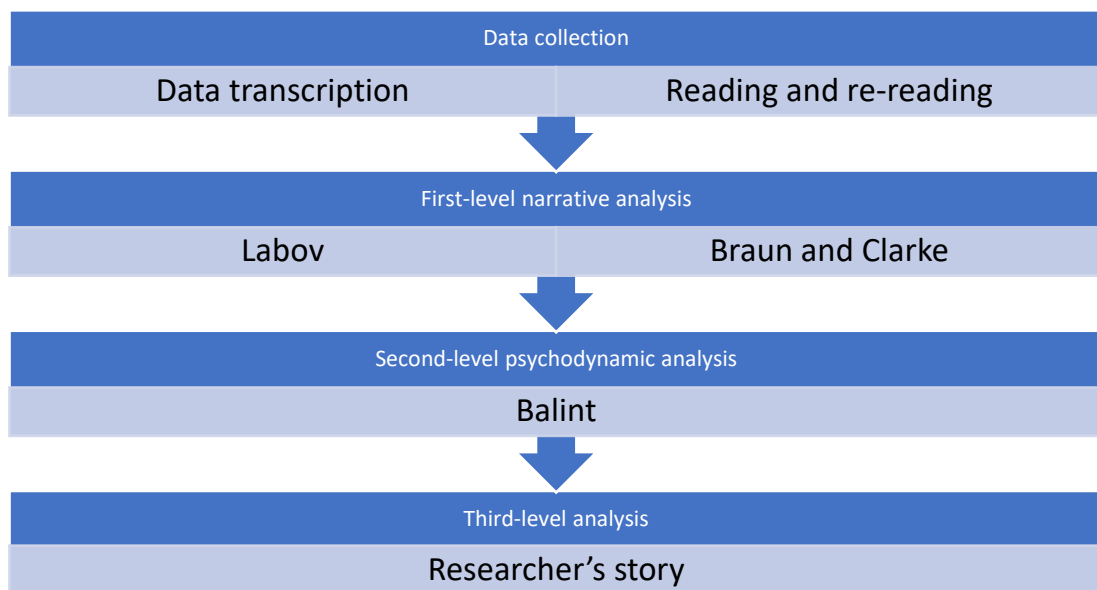 Data collection
Data transcription
Reading and re-reading
First-level narrative analysis
Labov
Braun and Clarke
Second-level psychodynamic analysis
Balint
Third-level analysis
Researcher’s story